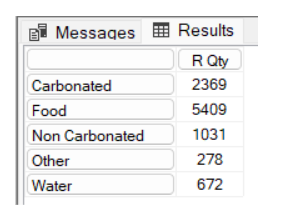 Messages Results
R Qty
Carbonated 2369
Food 5409
Non Carbonated 1031
Other 278
Water 672